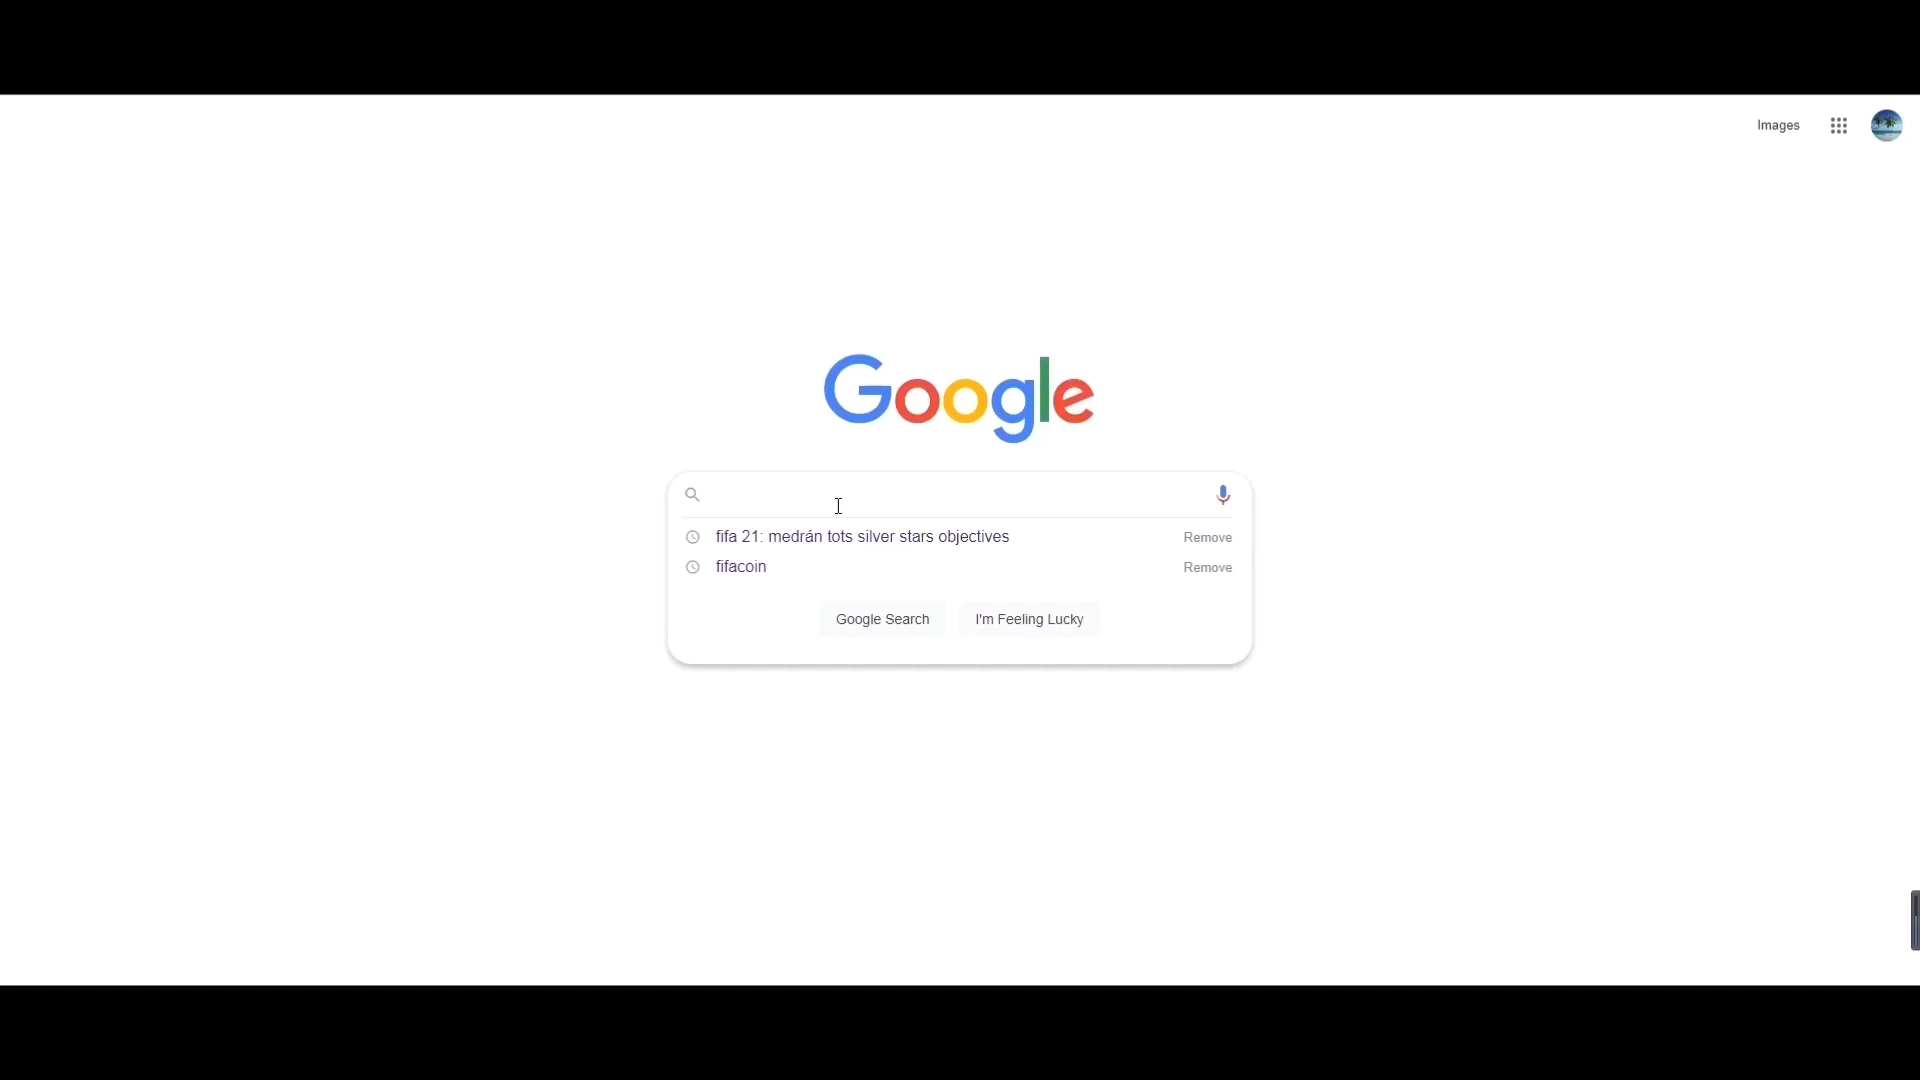 Images
Google
fifa 21: medrán tots silver stars objectives Remove
fifacoin Remove
Google Search I'm Feeling Lucky